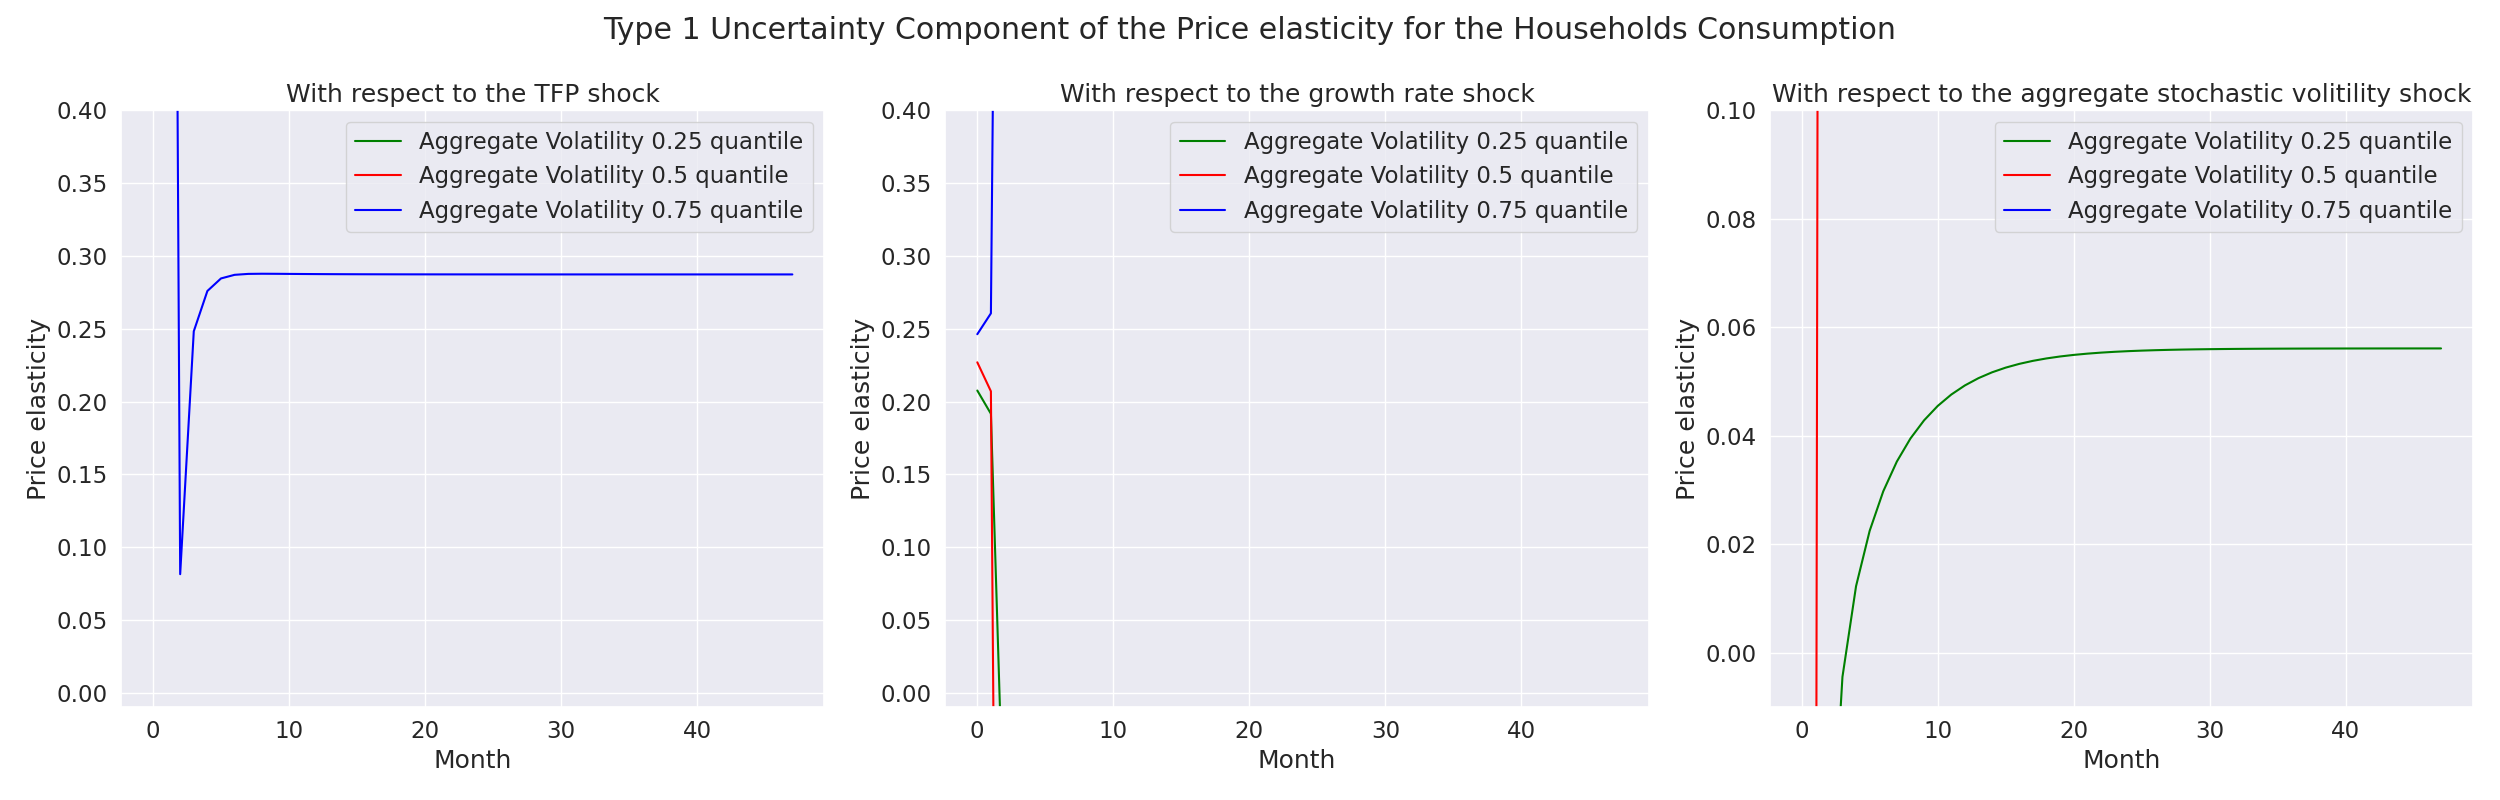 Type 1 Uncertainty Component of the Price elasticity for the Households Consumption
With respect to the TFP shock
0.40
0.35
0.30
0.25
0.20
0.15
0.10
0.05
0.00
Price elasticity
Aggregate Volatility 0.25 quantile
Aggregate Volatility 0.5 quantile
Aggregate Volatility 0.75 quantile
0 10 20 30 40
Month
With respect to the growth rate shock
0.40
0.35
0.30
0.25
0.20
0.15
0.10
0.05
0.00
Price elasticity
Aggregate Volatility 0.25 quantile
Aggregate Volatility 0.5 quantile
Aggregate Volatility 0.75 quantile
0 10 20 30 40
Month
With respect to the aggregate stochastic volitility shock
0.10
0.08
0.06
0.04
0.02
0.00
Price elasticity
Aggregate Volatility 0.25 quantile
Aggregate Volatility 0.5 quantile
Aggregate Volatility 0.75 quantile
0 10 20 30 40
Month